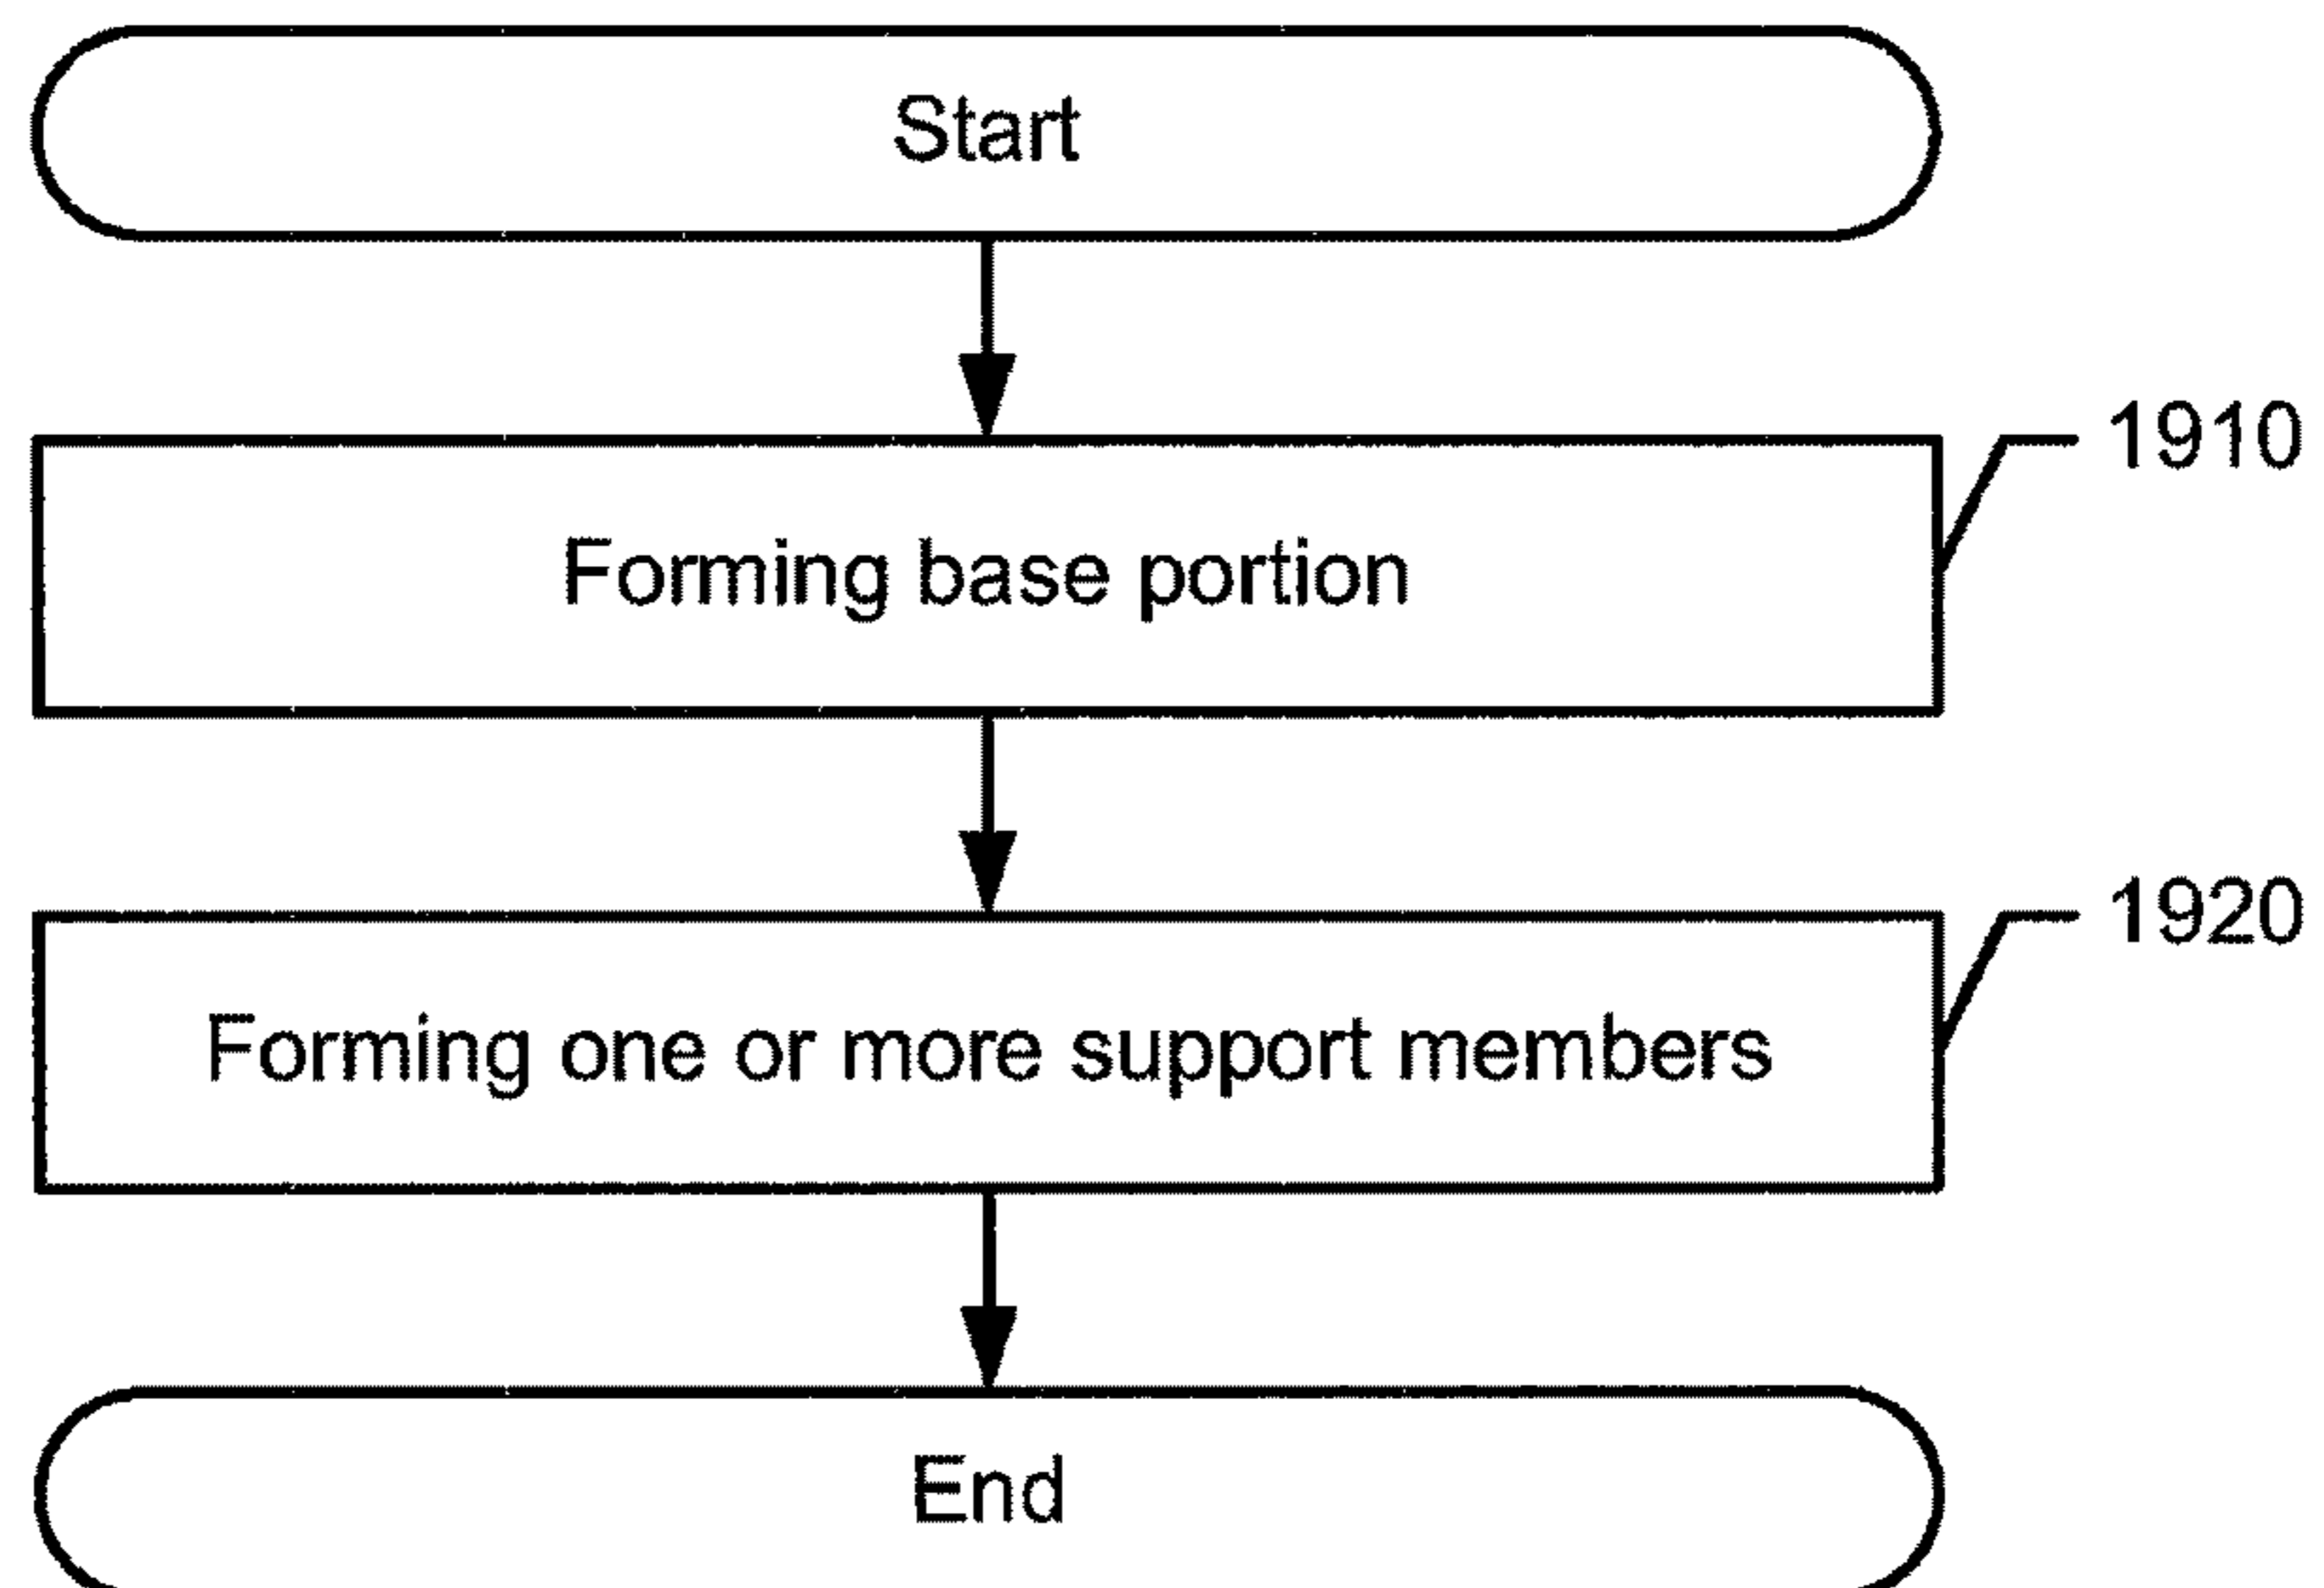 Start
1910
Forming base portion
1920
Forming one or more support members
End